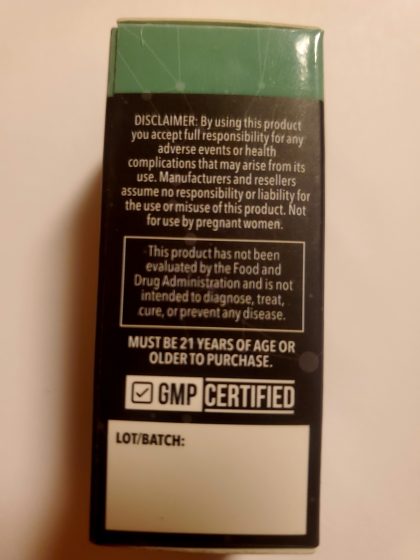 DISCLAIMER: By using this product
you accept full responsibility for any
adverse events or health
complications that may arise from its
use. Manufacturers and resellers
assume no responsibility or liability for
the use or misuse of this product. Not
for use by pregnant women.
This product has not been
evaluated by the Food and
Drug Administration and is not
intended to diagnose, treat,
cure, or prevent any disease.
MUST BE 21 YEARS OF AGE OR
OLDER TO PURCHASE.
GMP CERTIFIED
LOT/BATCH: